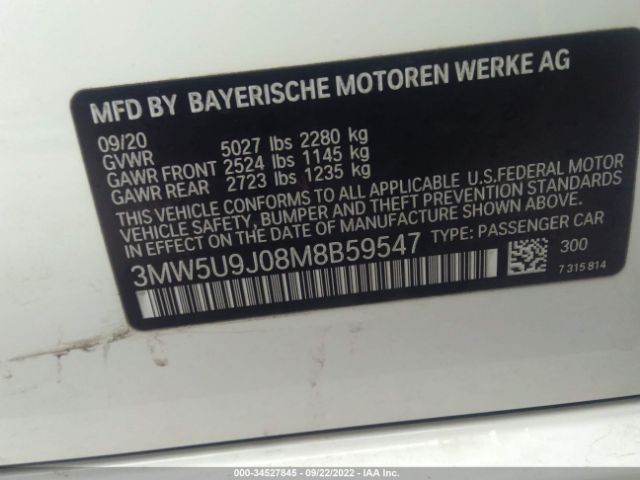 MFD BY BAYERISCHE MOTOREN WERKE AG
09/20
GVWR 5027 lbs 2280 kg
GAWR FRONT 2524 lbs 1145 kg
GAWR REAR 2723 lbs 1235 kg
THIS VEHICLE CONFORMS TO ALL APPLICABLE U.S.FEDERAL MOTOR
VEHICLE SAFETY, BUMPER AND THEFT PREVENTION STANDARDS
IN EFFECT ON THE DATE OF MANUFACTURE SHOWN ABOVE.
3MW5U9J08M8B59547 TYPE: PASSENGER CAR
300
7 315 814
000-34527845 - 09/22/2022 - IAA Inc.